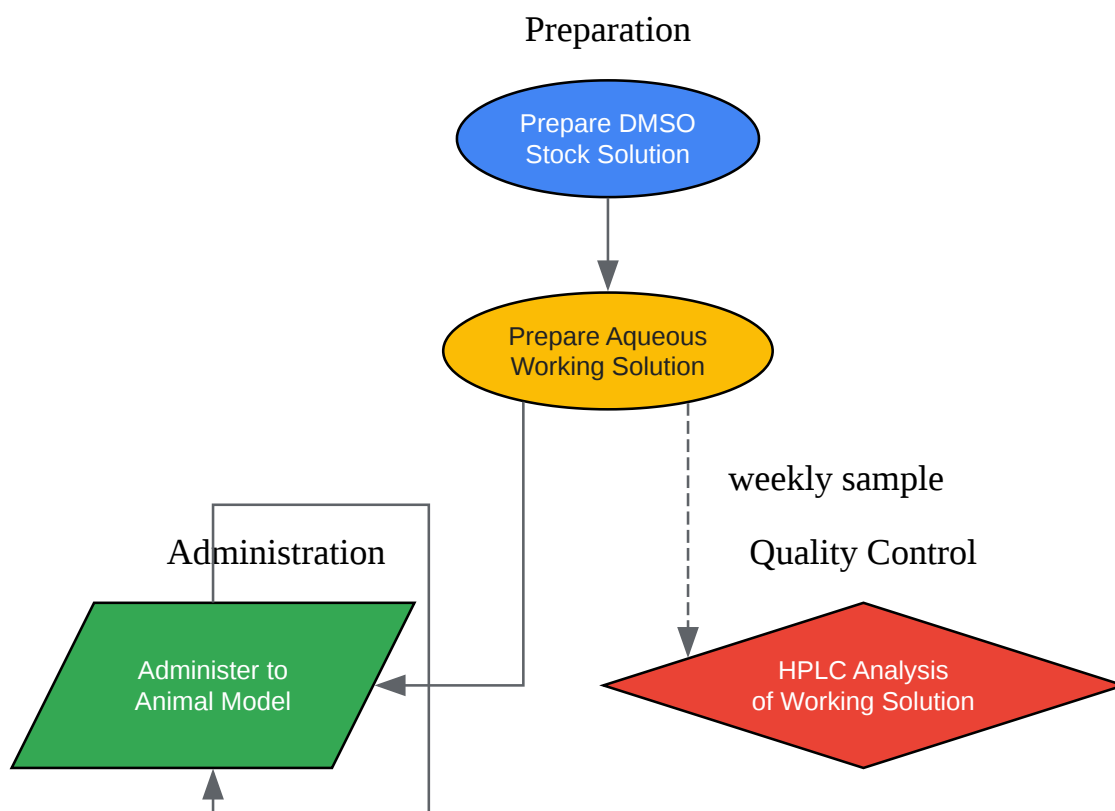 Preparation
Prepare DMSO
Stock Solution
Prepare Aqueous
Working Solution
weekly sample
Administration
Quality Control
Administer to
Animal Model
HPLC Analysis
of Working Solution